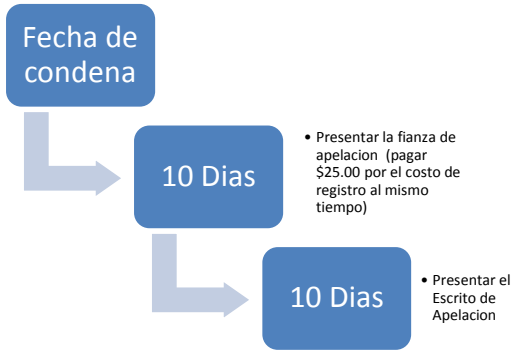 Fecha de
condena
10 Dias
• Presentar la fianza de
apelacion (pagar
$25.00 por el costo de
registro al mismo
tiempo)
10 Dias
• Presentar el
Escrito de
Apelacion